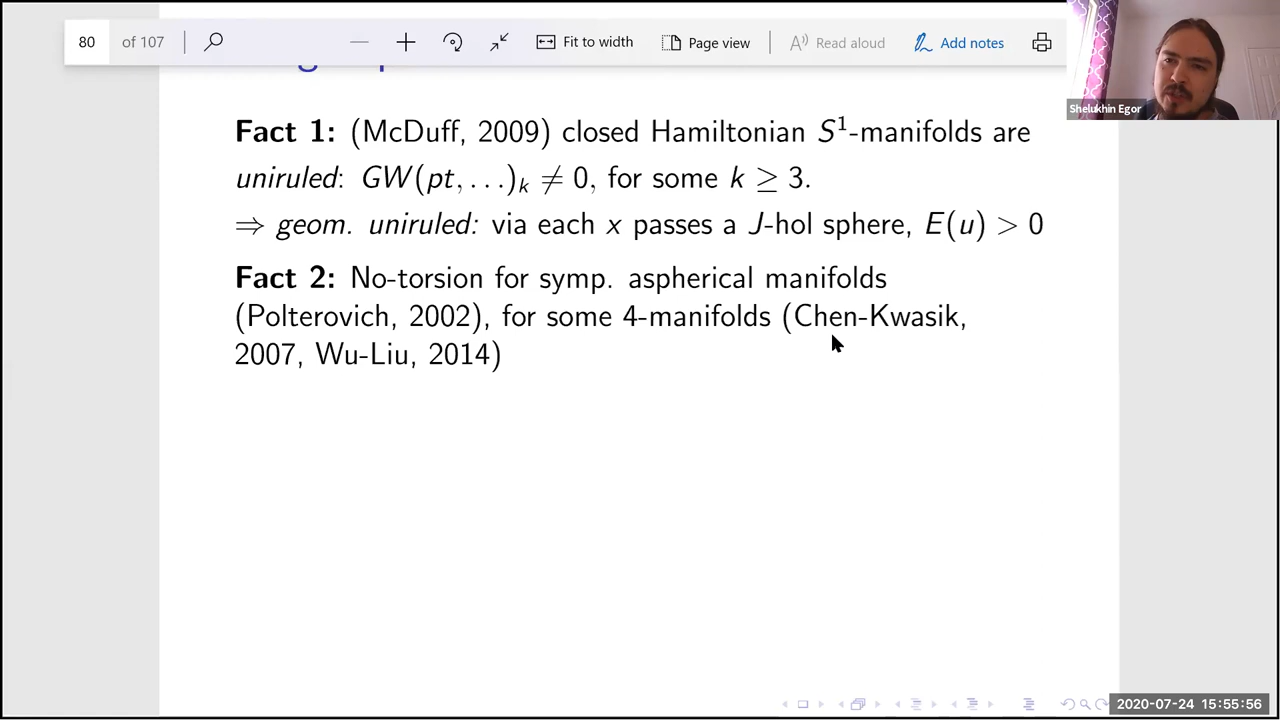 80 of 107
Fit to width
Page view
Read aloud
Add notes
Shelukhin Egor
Fact 1: (McDuff, 2009) closed Hamiltonian S¹-manifolds are
uniruled: GW(pt, . . .)ₖ ≠ 0, for some k ≥ 3.
⇒ geom. uniruled: via each x passes a J-hol sphere, E(u) > 0
Fact 2: No-torsion for symp. aspherical manifolds
(Polterovich, 2002), for some 4-manifolds (Chen-Kwasik,
2007, Wu-Liu, 2014)
2020-07-24 15:55:56